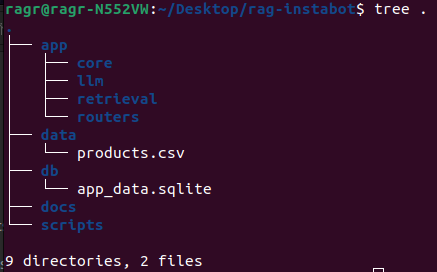 ragr@ragr-N552VW:~/Desktop/rag-instabot$ tree .
.
├── app
│   ├── core
│   ├── llm
│   ├── retrieval
│   └── routers
├── data
│   └── products.csv
├── db
│   └── app_data.sqlite
├── docs
└── scripts

9 directories, 2 files